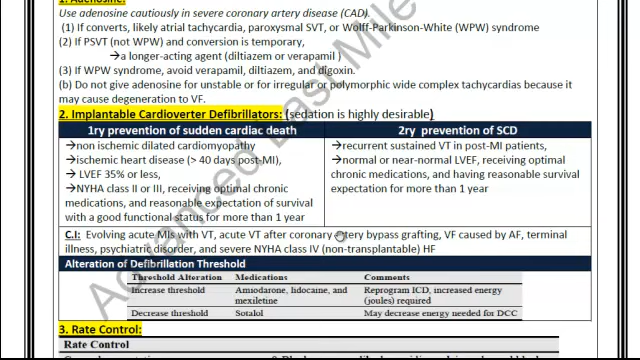 1. Adenosine:
Use adenosine cautiously in severe coronary artery disease (CAD).
(1) If converts, likely atrial tachycardia, paroxysmal SVT, or Wolff-Parkinson-White (WPW) syndrome
(2) If PSVT (not WPW) and conversion is temporary,
→a longer-acting agent (diltiazem or verapamil )
(3) If WPW syndrome, avoid verapamil, diltiazem, and digoxin.
(b) Do not give adenosine for unstable or for irregular or polymorphic wide complex tachycardias because it
may cause degeneration to VF.
2. Implantable Cardioverter Defibrillators: (sedation is highly desirable)
1ry prevention of sudden cardiac death
→non ischemic dilated cardiomyopathy
→ischemic heart disease (> 40 days post-MI),
→ LVEF 35% or less,
→NYHA class II or III, receiving optimal chronic
medications, and reasonable expectation of survival
with a good functional status for more than 1 year
2ry prevention of SCD
→recurrent sustained VT in post-MI patients,
→normal or near-normal LVEF, receiving optimal
chronic medications, and having reasonable survival
expectation for more than 1 year
C.I: Evolving acute MIs with VT, acute VT after coronary artery bypass grafting, VF caused by AF, terminal
illness, psychiatric disorder, and severe NYHA class IV (non-transplantable) HF
Alteration of Defibrillation Threshold
Threshold Alteration Medications Comments
Increase threshold Amiodarone, lidocaine, and mexiletine Reprogram ICD, increased energy (joules) required
Decrease threshold Sotalol May decrease energy needed for DCC
3. Rate Control:
Rate Control
Advanced Last Mile